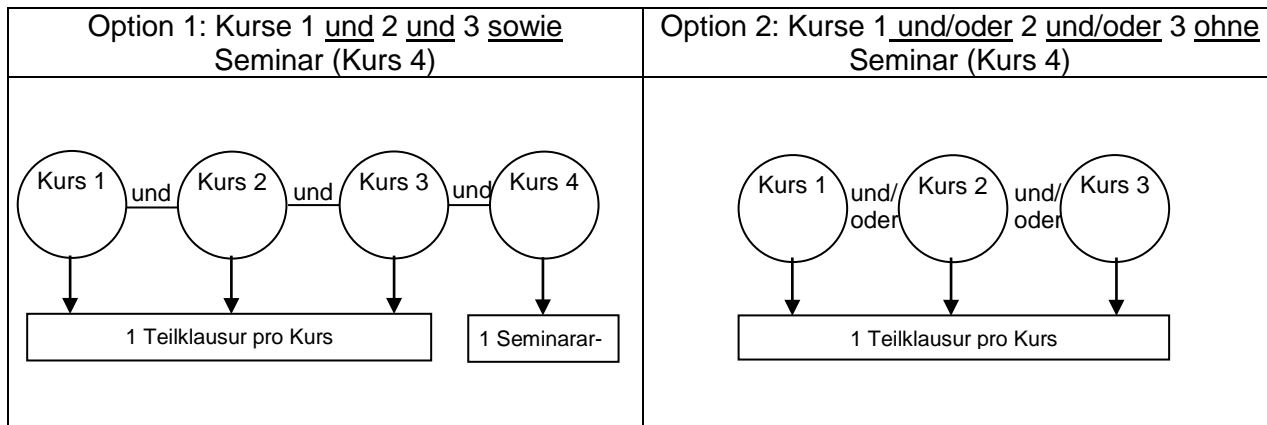 Option 1: Kurse 1 und 2 und 3 sowie
Seminar (Kurs 4)
Kurs 1
und
Kurs 2
und
Kurs 3
und
Kurs 4
1 Teilklausur pro Kurs
1 Seminarar-
Option 2: Kurse 1 und/oder 2 und/oder 3 ohne
Seminar (Kurs 4)
Kurs 1
und/
oder
Kurs 2
und/
oder
Kurs 3
1 Teilklausur pro Kurs